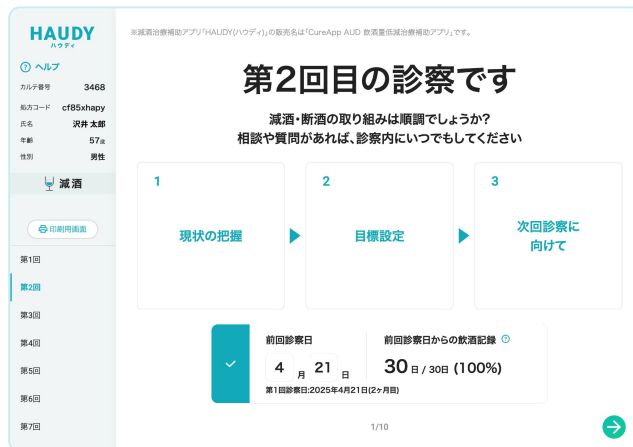 HAUDY
ハウディ
? ヘルプ
カルテ番号 3468
処方コード cf85xhapy
氏名 沢井 太郎
年齢 57歳
性別 男性
減酒
印刷用画面
第1回
第2回
第3回
第4回
第5回
第6回
第7回
※減酒治療補助アプリ「HAUDY(ハウディ)」の販売名は「CureApp AUD 飲酒量低減治療補助アプリ」です。
第2回目の診察です
減酒・断酒の取り組みは順調でしょうか?
相談や質問があれば、診察内にいつでもしてください
1
現状の把握
2
目標設定
3
次回診察に
向けて
前回診察日
4月21日
第1回診察日:2025年4月21日(2ヶ月目)
前回診察日からの飲酒記録 ?
30日 / 30日 (100%)
1/10